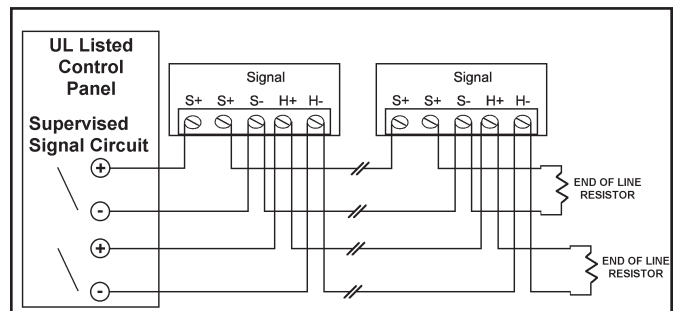 UL Listed
Control
Panel
Supervised
Signal Circuit
+
-
+
-
Signal
S+ S+ S- H+ H-
Signal
S+ S+ S- H+ H-
END OF LINE
RESISTOR
END OF LINE
RESISTOR